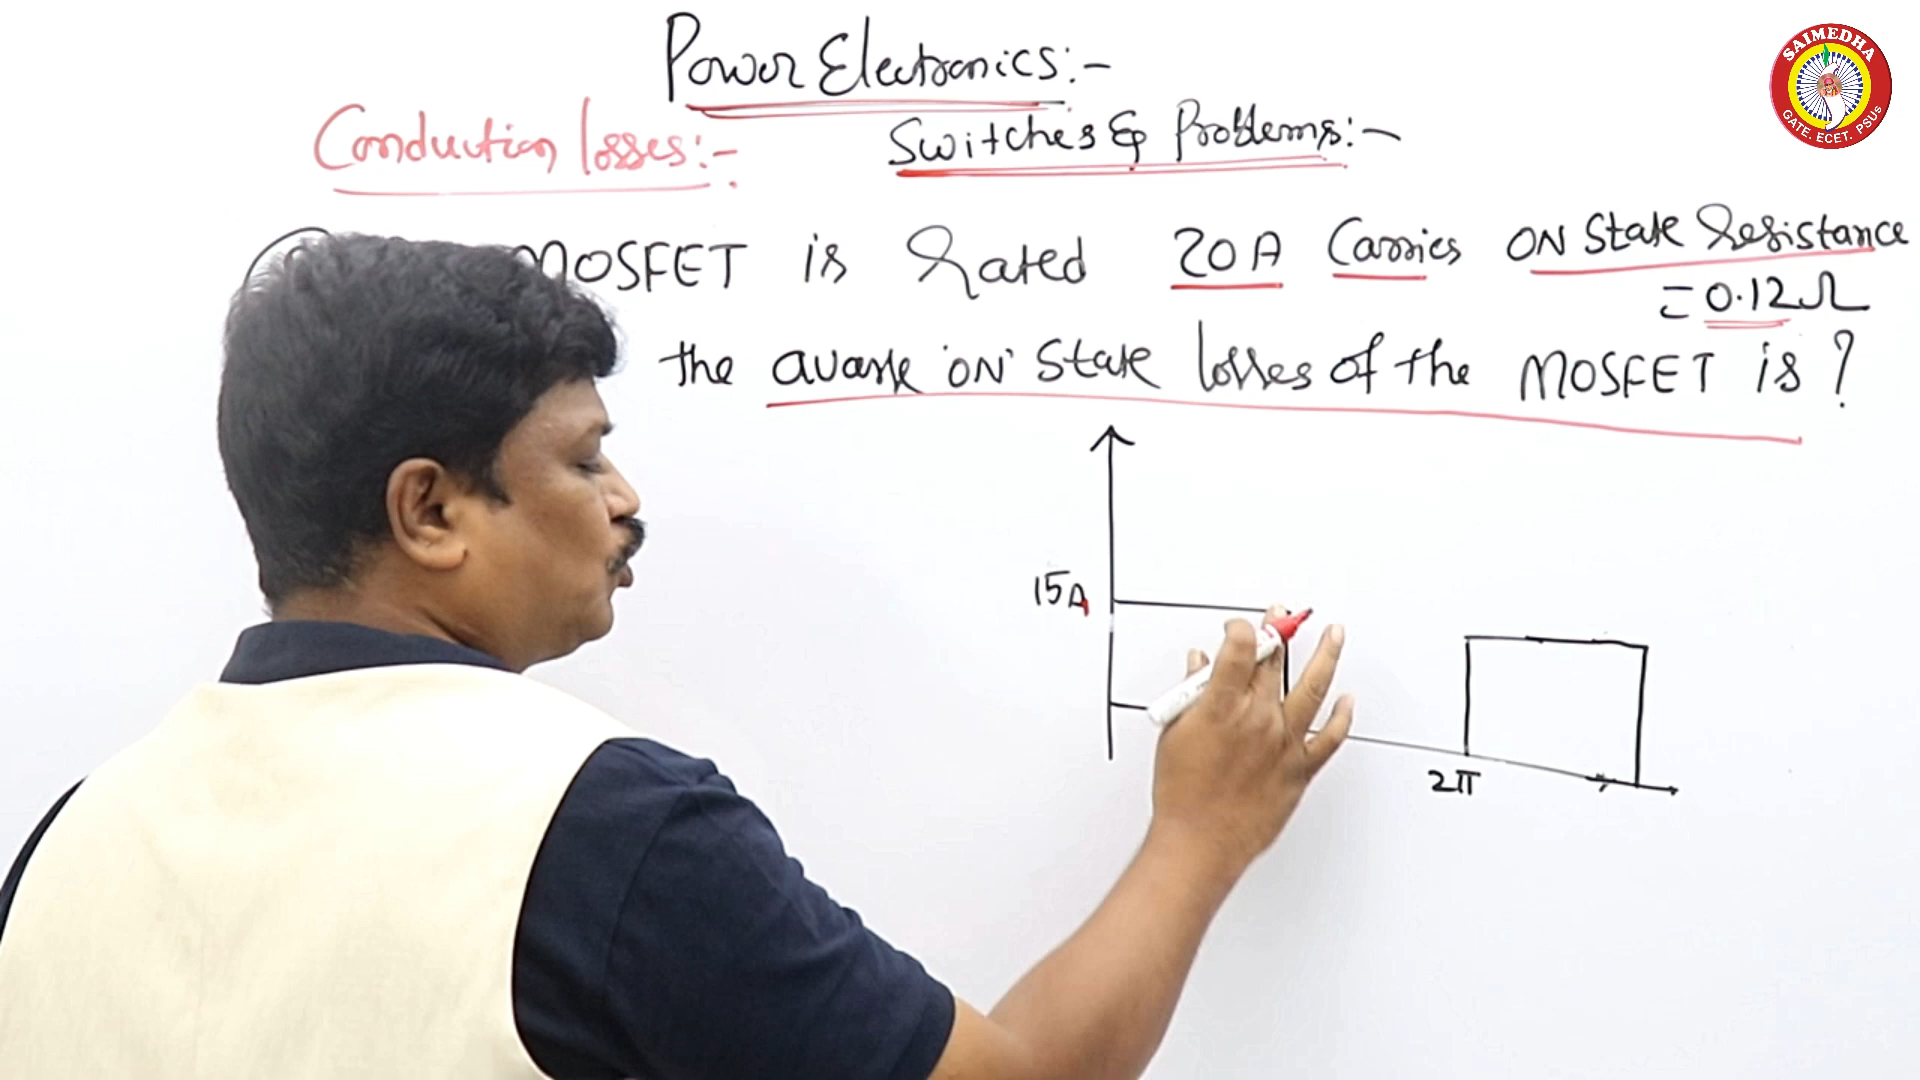 Power Electronics:-
Conduction losses:-
Switches & Problems:-
MOSFET is rated 20A Carries ON State resistance
= 0.12Ω
the 'ON' State losses of the MOSFET is?
15A
2π
SAIMEDHA
GATE. ECET. PSUs